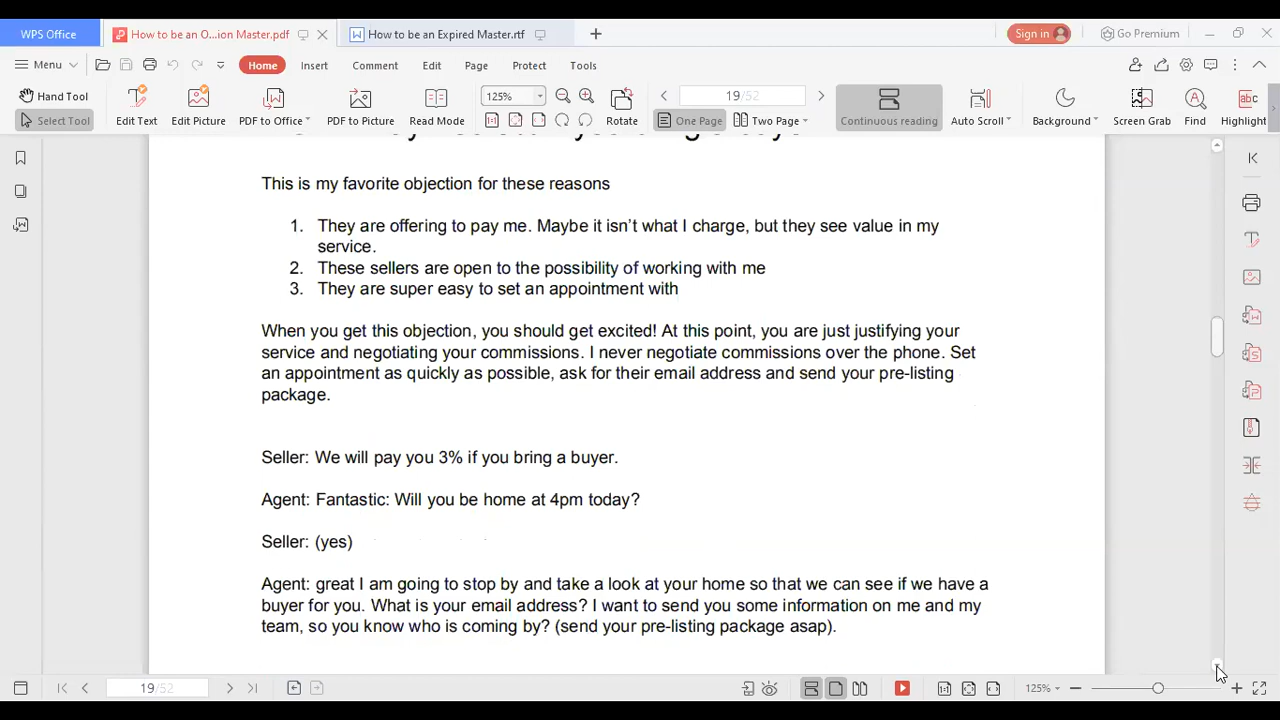 WPS Office
How to be an O...ion Master.pdf
How to be an Expired Master.rtf
Sign in
Go Premium
Menu
Home
Insert
Comment
Edit
Page
Protect
Tools
Hand Tool
Select Tool
Edit Text
Edit Picture
PDF to Office
PDF to Picture
Read Mode
125%
Rotate
19/52
One Page
Two Page
Continuous reading
Auto Scroll
Background
Screen Grab
Find
Highlight
This is my favorite objection for these reasons
1. They are offering to pay me. Maybe it isn't what I charge, but they see value in my
service.
2. These sellers are open to the possibility of working with me
3. They are super easy to set an appointment with
When you get this objection, you should get excited! At this point, you are just justifying your
service and negotiating your commissions. I never negotiate commissions over the phone. Set
an appointment as quickly as possible, ask for their email address and send your pre-listing
package.
Seller: We will pay you 3% if you bring a buyer.
Agent: Fantastic: Will you be home at 4pm today?
Seller: (yes)
Agent: great I am going to stop by and take a look at your home so that we can see if we have a
buyer for you. What is your email address? I want to send you some information on me and my
team, so you know who is coming by? (send your pre-listing package asap).
19/52
125%